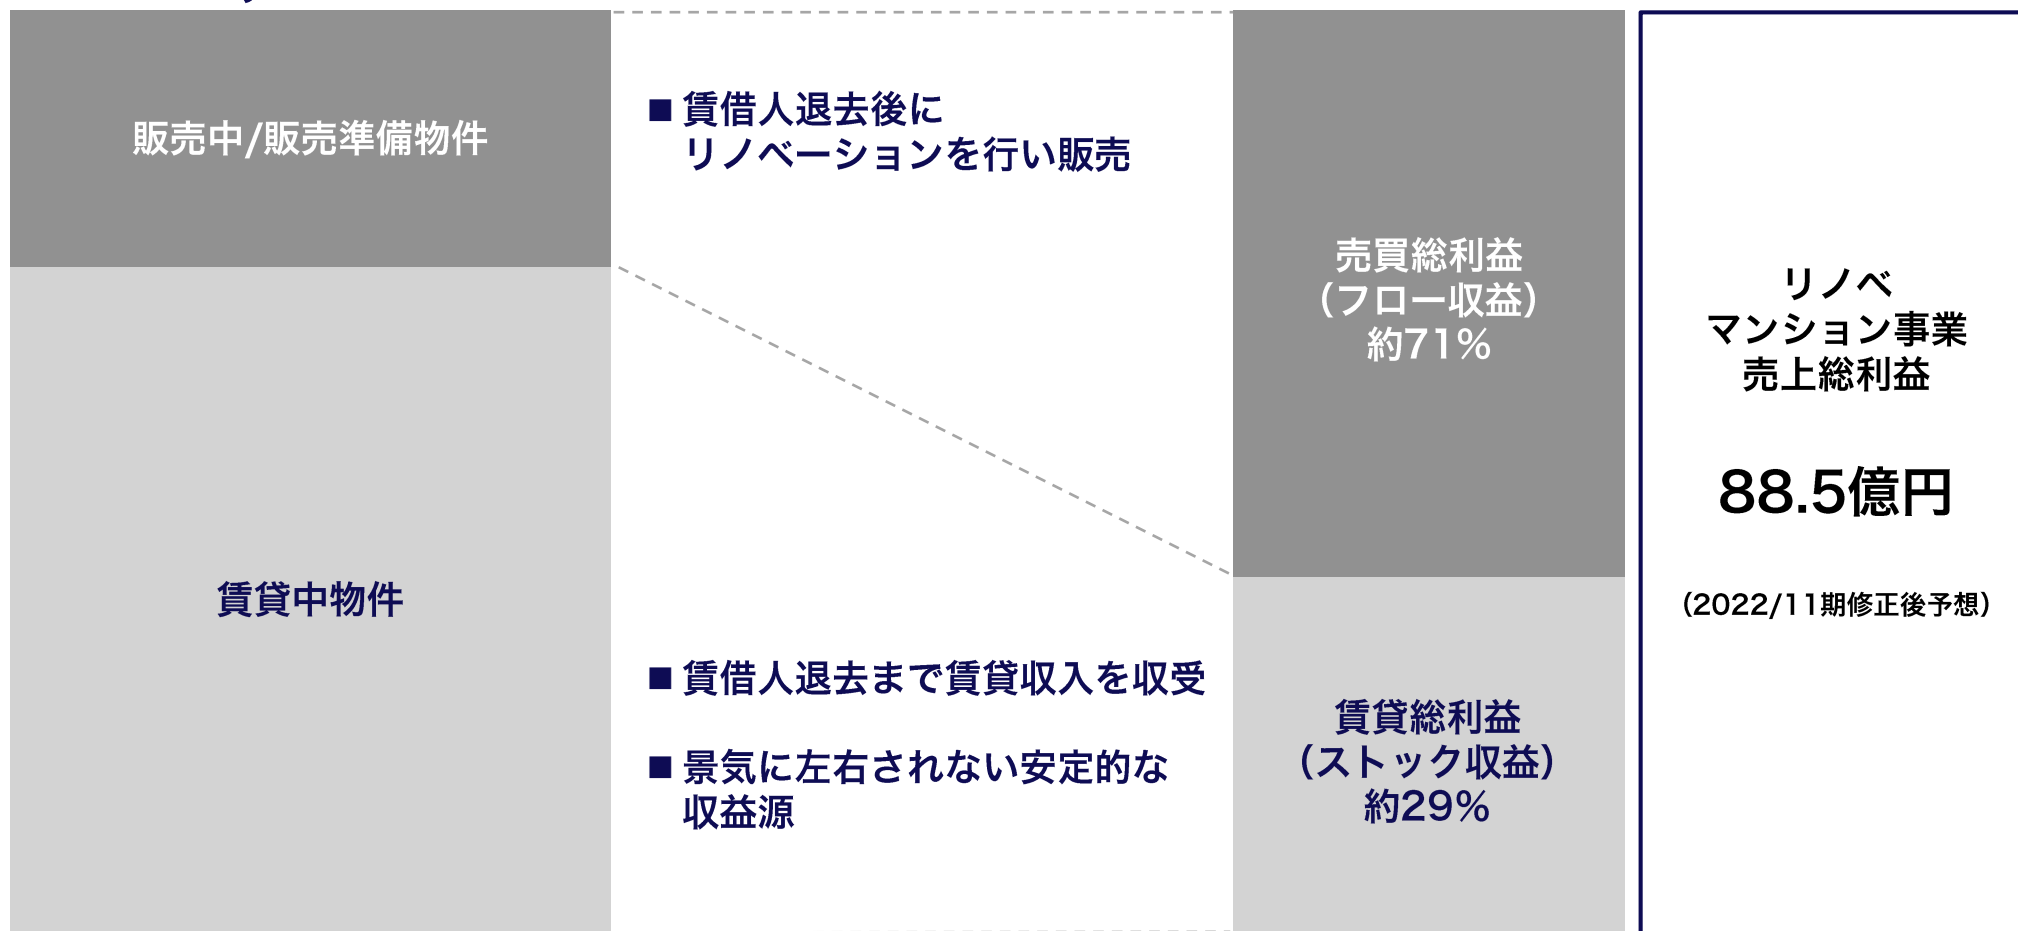 販売中/販売準備物件
■ 賃借人退去後に
リノベーションを行い販売
売買総利益
（フロー収益）
約71%
リノベ
マンション事業
売上総利益
88.5億円
（2022/11期修正後予想）
賃貸中物件
■ 賃借人退去まで賃貸収入を収受
■ 景気に左右されない安定的な
収益源
賃貸総利益
（ストック収益）
約29%